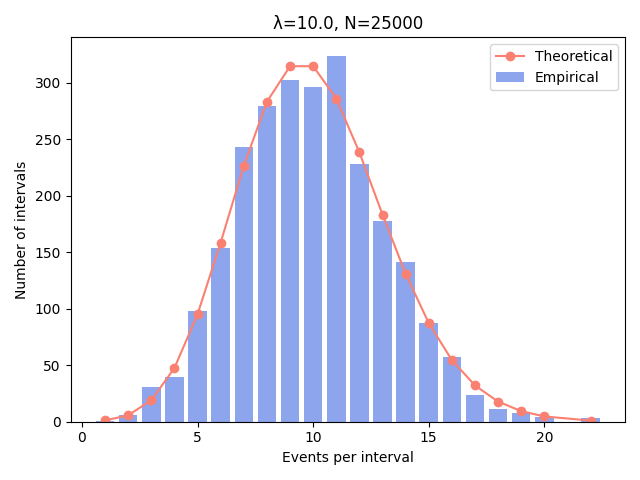 λ=10.0, N=25000
Theoretical
Empirical
Number of intervals
300
250
200
150
100
50
0
0 5 10 15 20
Events per interval